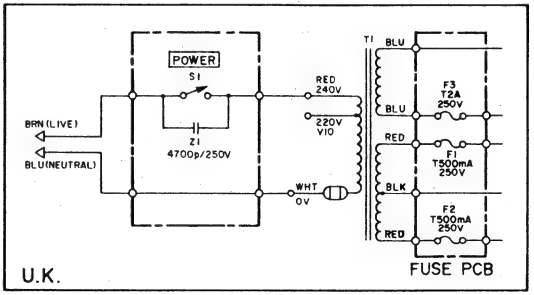 POWER
S1
Z1
4700p/250V
BRN(LIVE)
BLU(NEUTRAL)
RED
240V
220V
VIO
WHT
0V
T1
BLU
BLU
RED
BLK
RED
F3
T2A
250V
F1
T500mA
250V
F2
T500mA
250V
FUSE PCB
U.K.